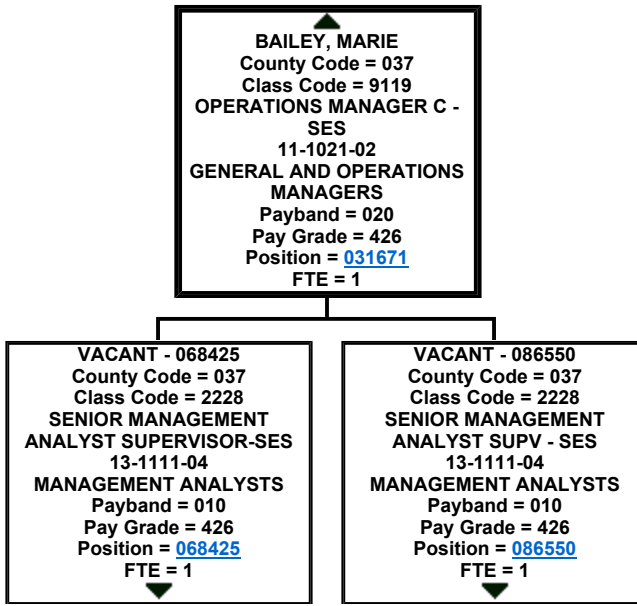 BAILEY, MARIE
County Code = 037
Class Code = 9119
OPERATIONS MANAGER C -
SES
11-1021-02
GENERAL AND OPERATIONS
MANAGERS
Payband = 020
Pay Grade = 426
Position = 031671
FTE = 1
VACANT - 068425
County Code = 037
Class Code = 2228
SENIOR MANAGEMENT
ANALYST SUPERVISOR-SES
13-1111-04
MANAGEMENT ANALYSTS
Payband = 010
Pay Grade = 426
Position = 068425
FTE = 1
VACANT - 086550
County Code = 037
Class Code = 2228
SENIOR MANAGEMENT
ANALYST SUPV - SES
13-1111-04
MANAGEMENT ANALYSTS
Payband = 010
Pay Grade = 426
Position = 086550
FTE = 1